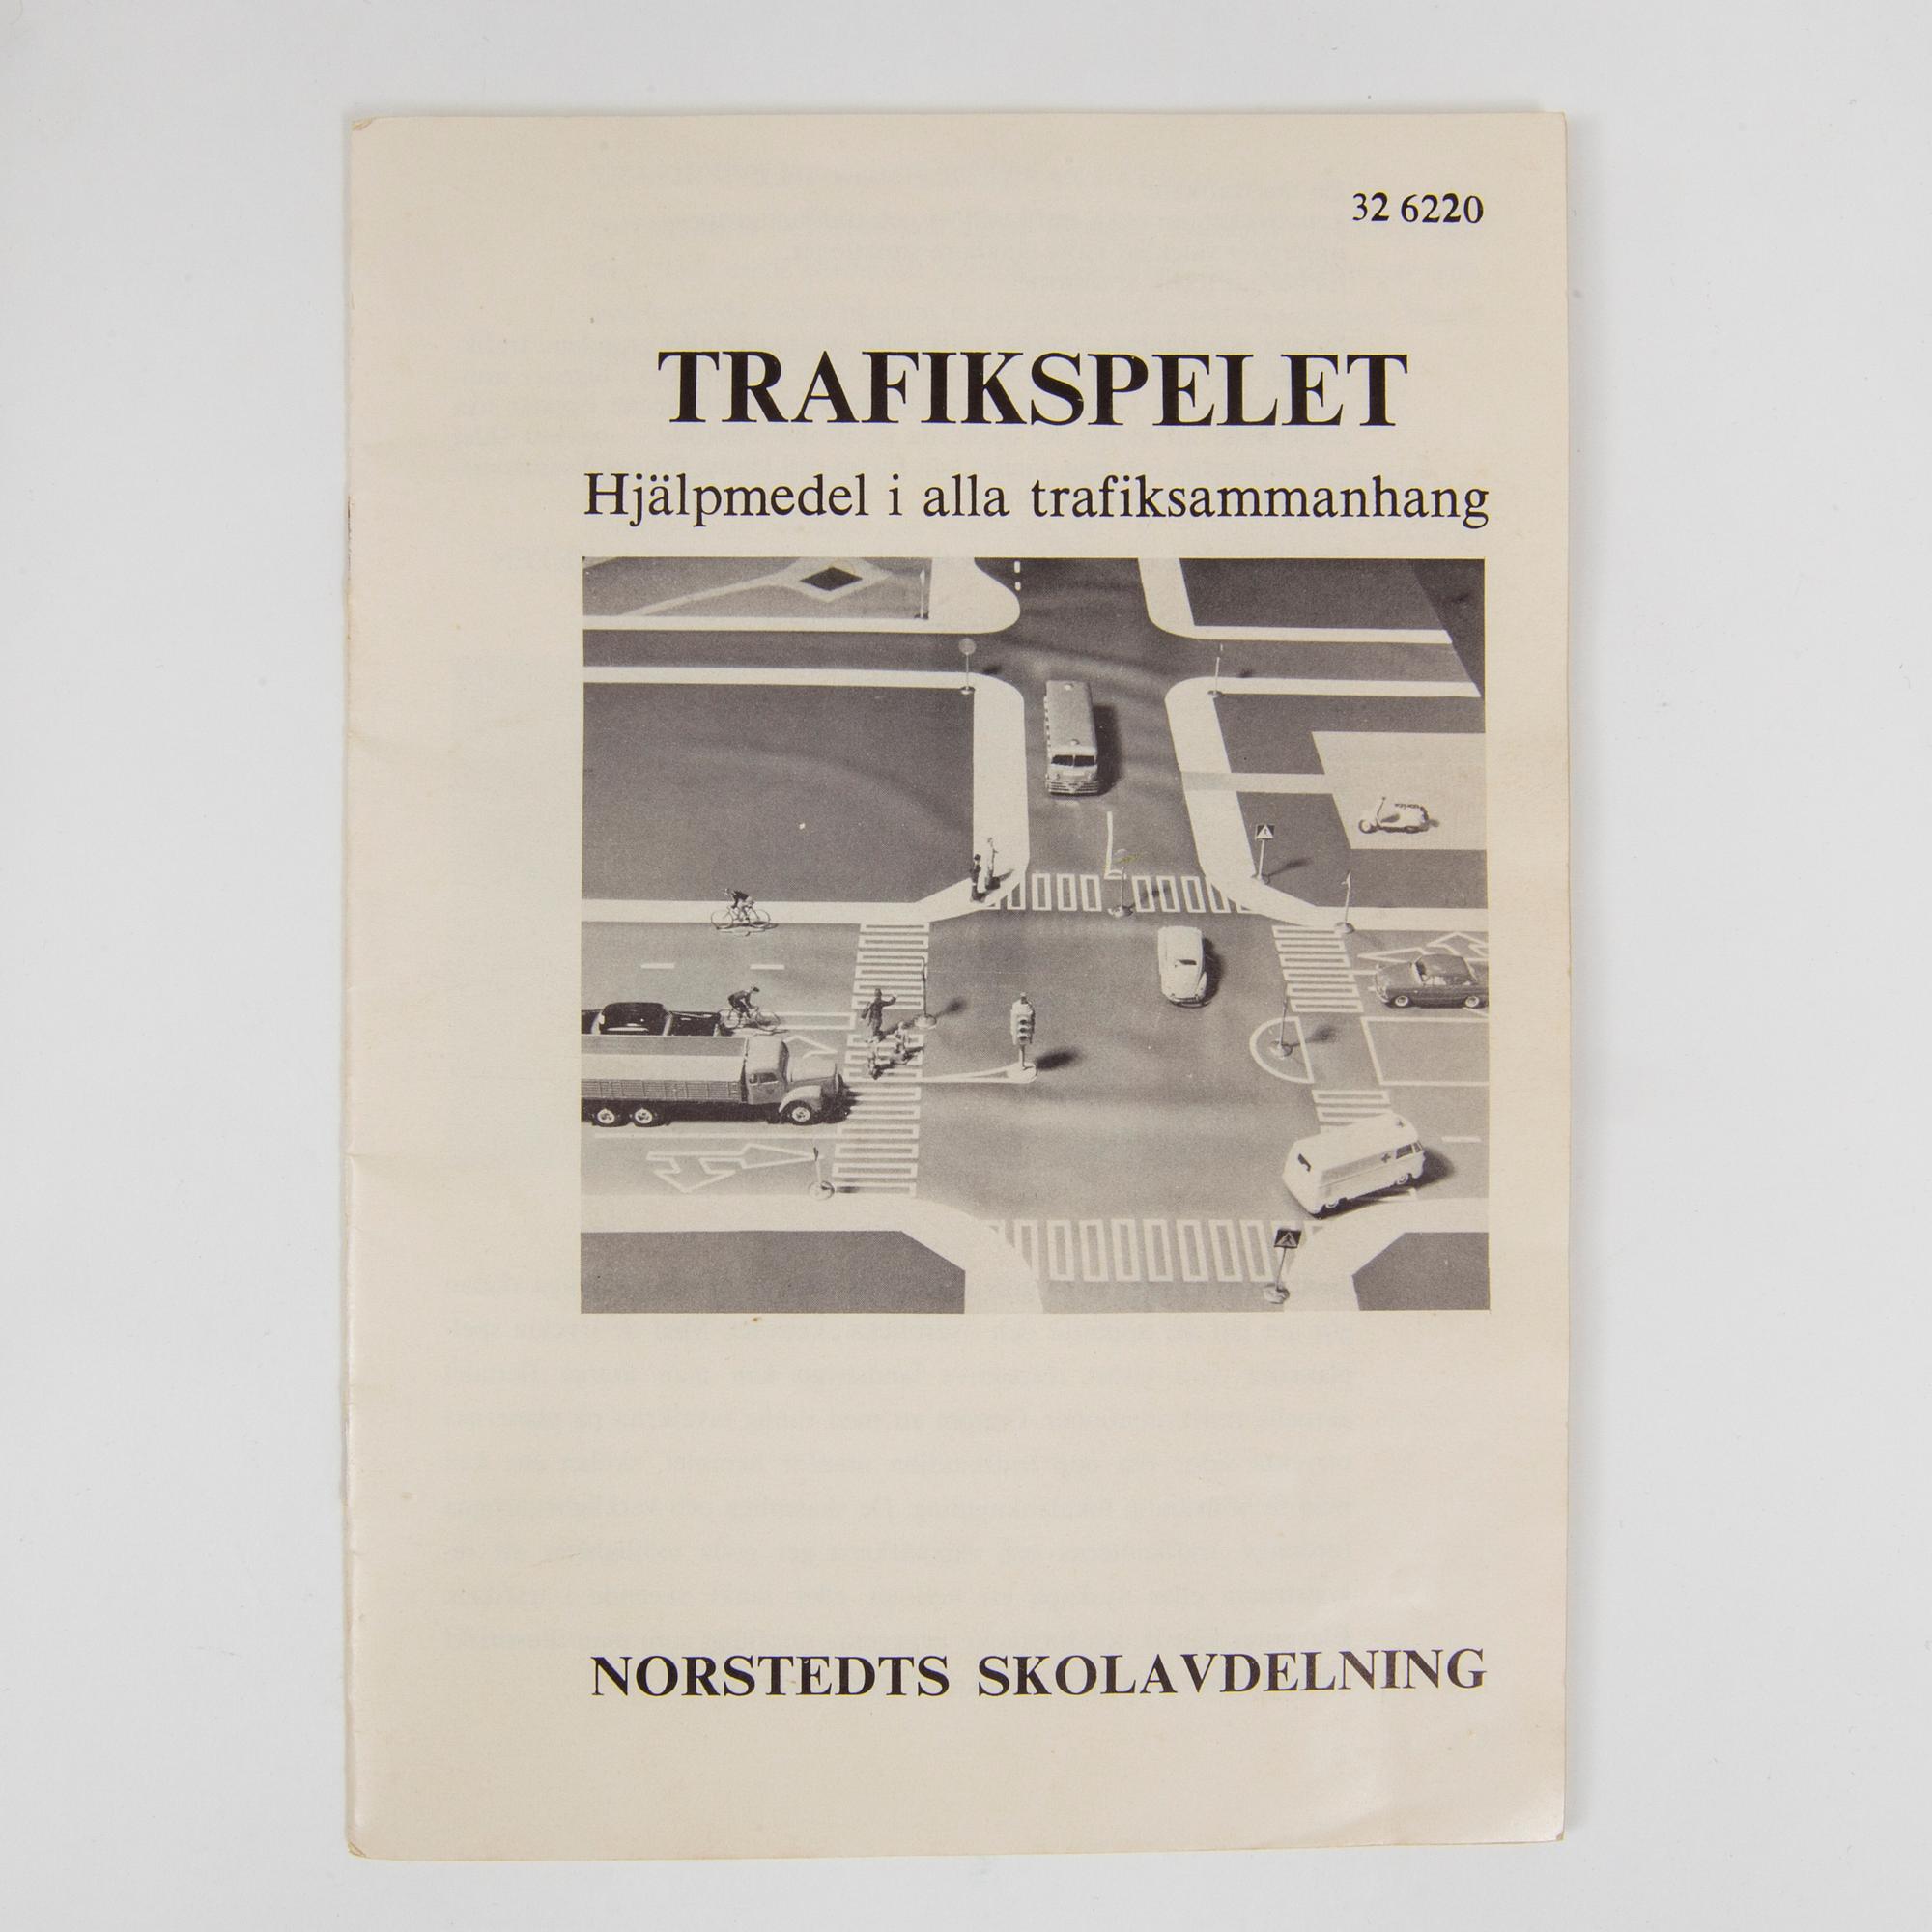 32 6220
TRAFIKSPELET
Hjälpmedel i alla trafiksammanhang
NORSTEDTS SKOLAVDELNING